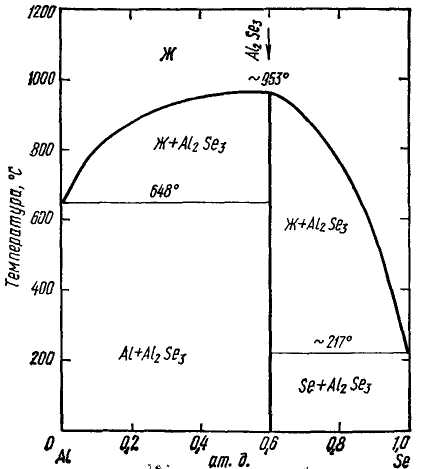 1200
Ж
Al₂Se₃
~953°
1000
Ж+Al₂Se₃
800
648°
600
Ж+Al₂Se₃
Температура, °С
400
~217°
Al+Al₂Se₃
200
Se+Al₂Se₃
0
0,2
0,4
0,6
0,8
1,0
Al
ат. д.
Se